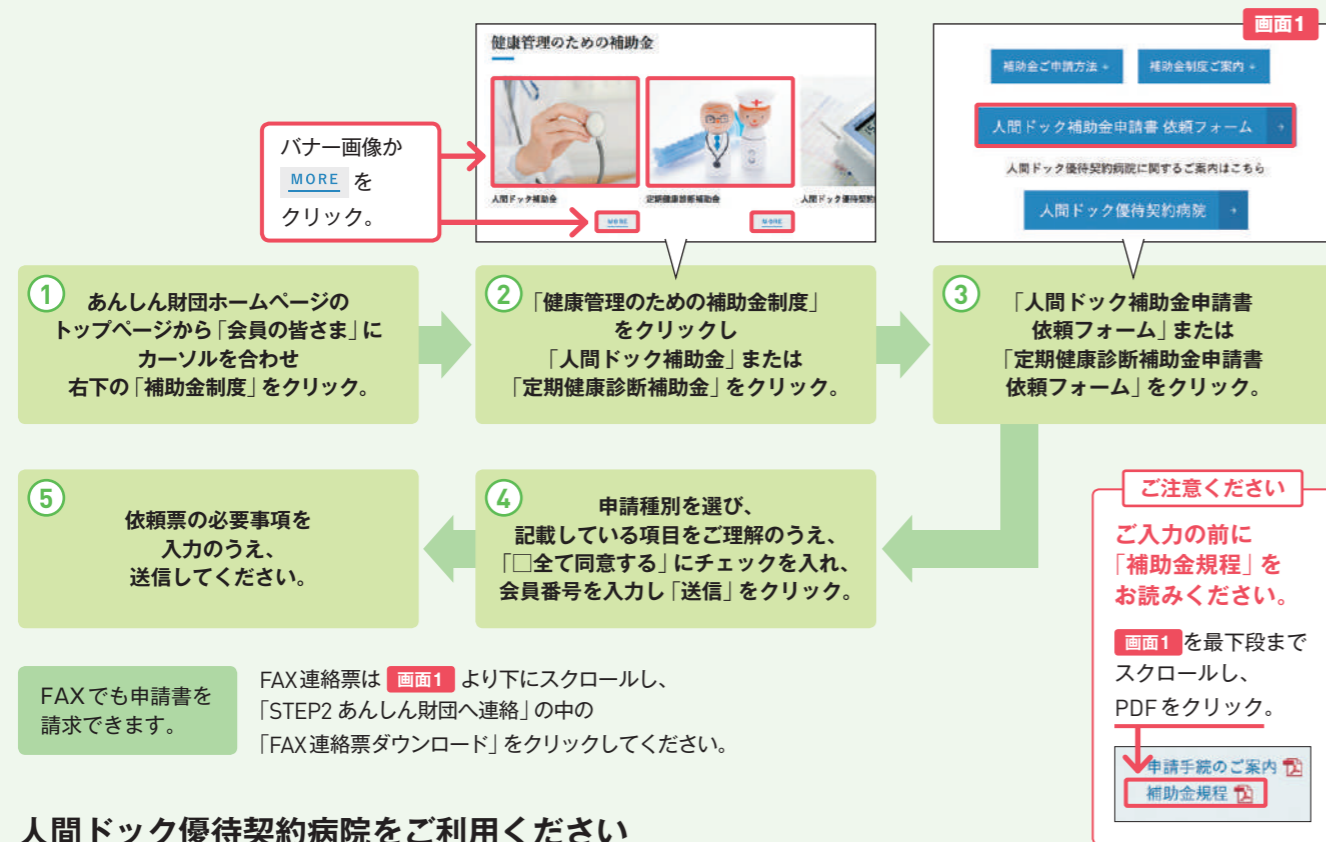 健康管理のための補助金
人間ドック補助金
MORE
定期健康診断補助金
MORE
人間ドック優待契約
バナー画像か
MORE を
クリック。
画面1
補助金ご申請方法
補助金制度ご案内
人間ドック補助金申請書 依頼フォーム
人間ドック優待契約病院に関するご案内はこちら
人間ドック優待契約病院
① あんしん財団ホームページの
トップページから「会員の皆さま」に
カーソルを合わせ
右下の「補助金制度」をクリック。
② 「健康管理のための補助金制度」
をクリックし
「人間ドック補助金」または
「定期健康診断補助金」をクリック。
③ 「人間ドック補助金申請書
依頼フォーム」または
「定期健康診断補助金申請書
依頼フォーム」をクリック。
④ 申請種別を選び、
記載している項目をご理解のうえ、
「□全て同意する」にチェックを入れ、
会員番号を入力し「送信」をクリック。
⑤ 依頼票の必要事項を
入力のうえ、
送信してください。
ご注意ください
ご入力の前に
「補助金規程」を
お読みください。
画面1 を最下段まで
スクロールし、
PDFをクリック。
申請手続のご案内
補助金規程
FAXでも申請書を
請求できます。
FAX連絡票は 画面1 より下にスクロールし、
「STEP2 あんしん財団へ連絡」の中の
「FAX連絡票ダウンロード」をクリックしてください。
人間ドック優待契約病院をご利用ください